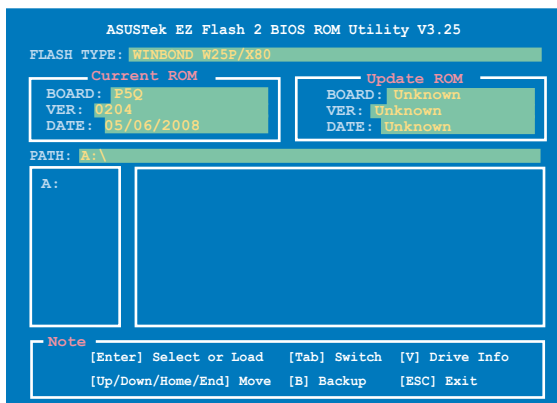 ASUSTek EZ Flash 2 BIOS ROM Utility V3.25
FLASH TYPE: WINBOND W25P/X80
Current ROM
BOARD: P5Q
VER: 0204
DATE: 05/06/2008
Update ROM
BOARD: Unknown
VER: Unknown
DATE: Unknown
PATH: A:\
A:
Note
[Enter] Select or Load [Tab] Switch [V] Drive Info
[Up/Down/Home/End] Move [B] Backup [ESC] Exit